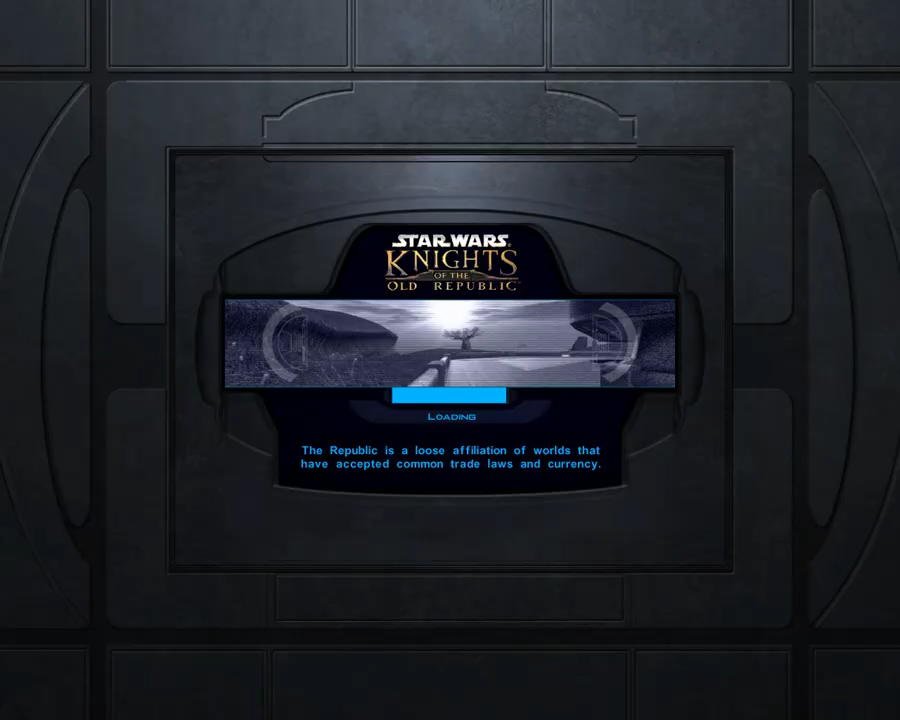 STAR WARS
KNIGHTS
OF THE
OLD REPUBLIC
LOADING
The Republic is a loose affiliation of worlds that
have accepted common trade laws and currency.